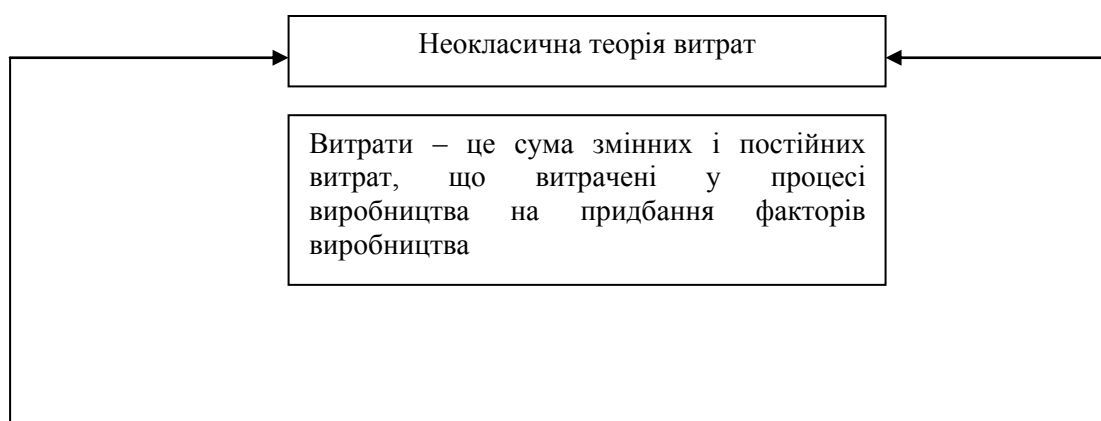 Неокласична теорія витрат
Витрати – це сума змінних і постійних
витрат, що витрачені у процесі
виробництва на придбання факторів
виробництва